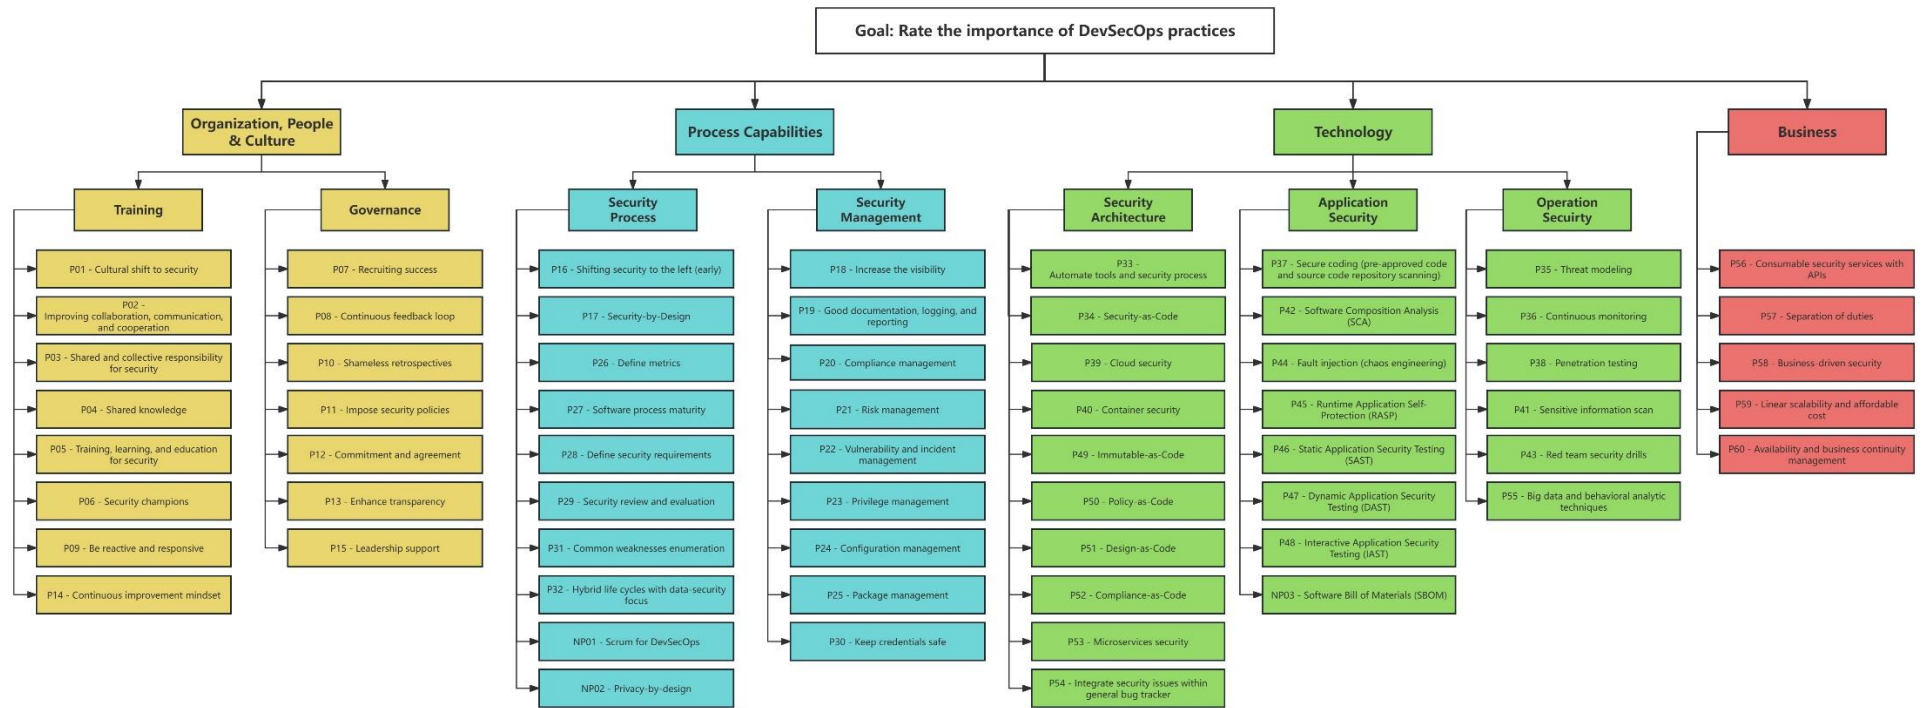 Goal: Rate the importance of DevSecOps practices
Organization, People
& Culture
Process Capabilities
Technology
Business
Training
Governance
Security
Process
Security
Management
Security
Architecture
Application
Security
Operation
Secuirty
P01 - Cultural shift to security
P02 -
Improving collaboration, communication,
and cooperation
P03 - Shared and collective responsibility
for security
P04 - Shared knowledge
P05 - Training, learning, and education
for security
P06 - Security champions
P09 - Be reactive and responsive
P14 - Continuous improvement mindset
P07 - Recruiting success
P08 - Continuous feedback loop
P10 - Shameless retrospectives
P11 - Impose security policies
P12 - Commitment and agreement
P13 - Enhance transparency
P15 - Leadership support
P16 - Shifting security to the left (early)
P17 - Security-by-Design
P26 - Define metrics
P27 - Software process maturity
P28 - Define security requirements
P29 - Security review and evaluation
P31 - Common weaknesses enumeration
P32 - Hybrid life cycles with data-security
focus
NP01 - Scrum for DevSecOps
NP02 - Privacy-by-design
P18 - Increase the visibility
P19 - Good documentation, logging, and
reporting
P20 - Compliance management
P21 - Risk management
P22 - Vulnerability and incident
management
P23 - Privilege management
P24 - Configuration management
P25 - Package management
P30 - Keep credentials safe
P33 -
Automate tools and security process
P34 - Security-as-Code
P39 - Cloud security
P40 - Container security
P49 - Immutable-as-Code
P50 - Policy-as-Code
P51 - Design-as-Code
P52 - Compliance-as-Code
P53 - Microservices security
P54 - Integrate security issues within
general bug tracker
P37 - Secure coding (pre-approved code
and source code repository scanning)
P42 - Software Composition Analysis
(SCA)
P44 - Fault injection (chaos engineering)
P45 - Runtime Application Self-
Protection (RASP)
P46 - Static Application Security Testing
(SAST)
P47 - Dynamic Application Security
Testing (DAST)
P48 - Interactive Application Security
Testing (IAST)
NP03 - Software Bill of Materials (SBOM)
P35 - Threat modeling
P36 - Continuous monitoring
P38 - Penetration testing
P41 - Sensitive information scan
P43 - Red team security drills
P55 - Big data and behavioral analytic
techniques
P56 - Consumable security services with
APIs
P57 - Separation of duties
P58 - Business-driven security
P59 - Linear scalability and affordable
cost
P60 - Availability and business continuity
management